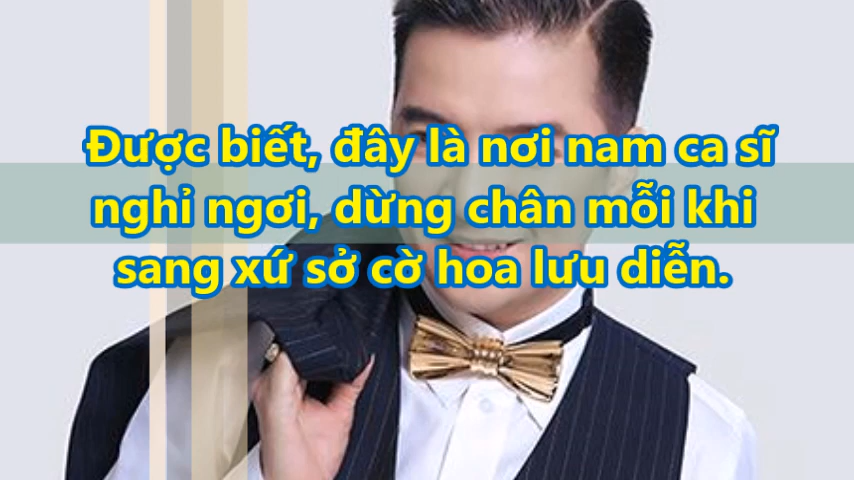 Được biết, đây là nơi nam ca sĩ
nghỉ ngơi, dừng chân mỗi khi
sang xứ sở cờ hoa lưu diễn.